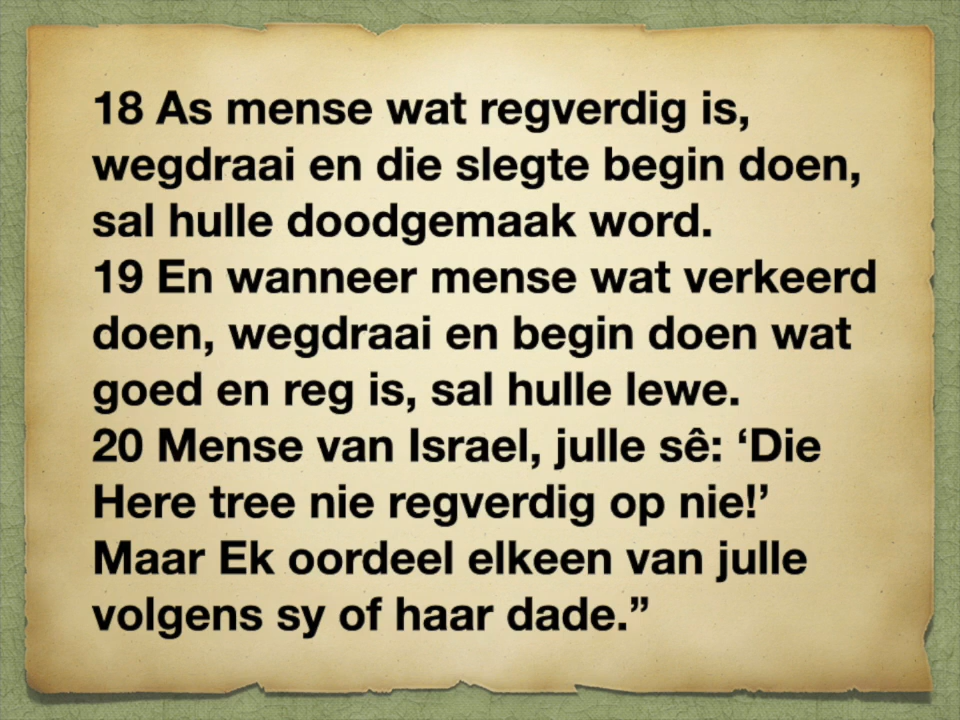 18 As mense wat regverdig is,
wegdraai en die slegte begin doen,
sal hulle doodgemaak word.
19 En wanneer mense wat verkeerd
doen, wegdraai en begin doen wat
goed en reg is, sal hulle lewe.
20 Mense van Israel, julle sê: ‘Die
Here tree nie regverdig op nie!’
Maar Ek oordeel elkeen van julle
volgens sy of haar dade.”